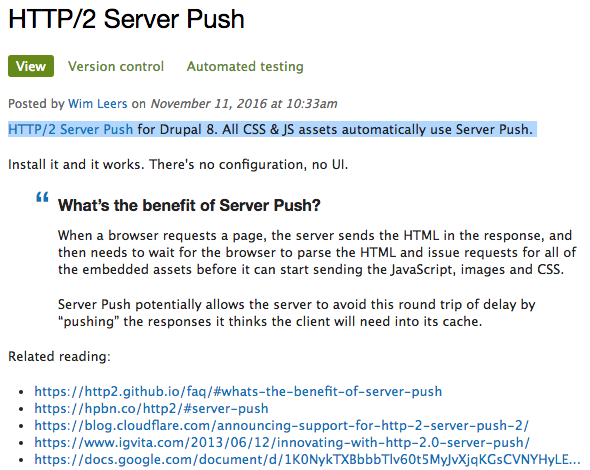 HTTP/2 Server Push
View Version control Automated testing
Posted by Wim Leers on November 11, 2016 at 10:33am
HTTP/2 Server Push for Drupal 8. All CSS & JS assets automatically use Server Push.
Install it and it works. There's no configuration, no UI.
“ What’s the benefit of Server Push?
When a browser requests a page, the server sends the HTML in the response, and
then needs to wait for the browser to parse the HTML and issue requests for all of
the embedded assets before it can start sending the JavaScript, images and CSS.
Server Push potentially allows the server to avoid this round trip of delay by
“pushing” the responses it thinks the client will need into its cache.
Related reading:
• https://http2.github.io/faq/#whats-the-benefit-of-server-push
• https://hpbn.co/http2/#server-push
• https://blog.cloudflare.com/announcing-support-for-http-2-server-push-2/
• https://www.igvita.com/2013/06/12/innovating-with-http-2.0-server-push/
• https://docs.google.com/document/d/1K0NykTXBbbbTlv60t5MyJvXjqKGsCVNYHyLE...